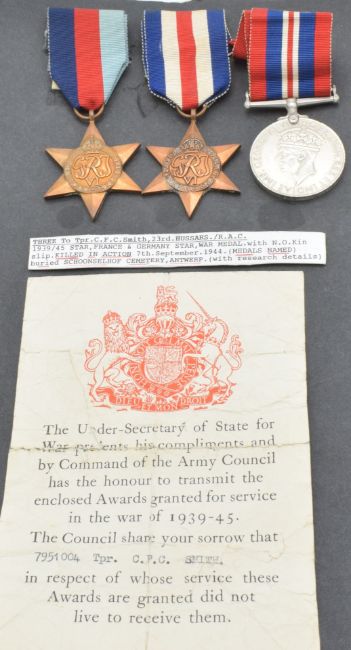 THREE To Tpr.C.F.C.Smith,23rd.HUSSARS./R.A.C.
1939/45 STAR,FRANCE & GERMANY STAR,WAR MEDAL.with N.O.Kin
slip.KILLED IN ACTION 7th.September.1944.(MEDALS NAMED)
buried SCHOONSELHOF CEMETERY,ANTWERP.(with research details)
DIEU ET MON DROIT
The Under-Secretary of State for
War presents his compliments and
by Command of the Army Council
has the honour to transmit the
enclosed Awards granted for service
in the war of 1939-45.
The Council share your sorrow that
7951004 Tpr. C.F.C. SMITH.
in respect of whose service these
Awards are granted did not
live to receive them.